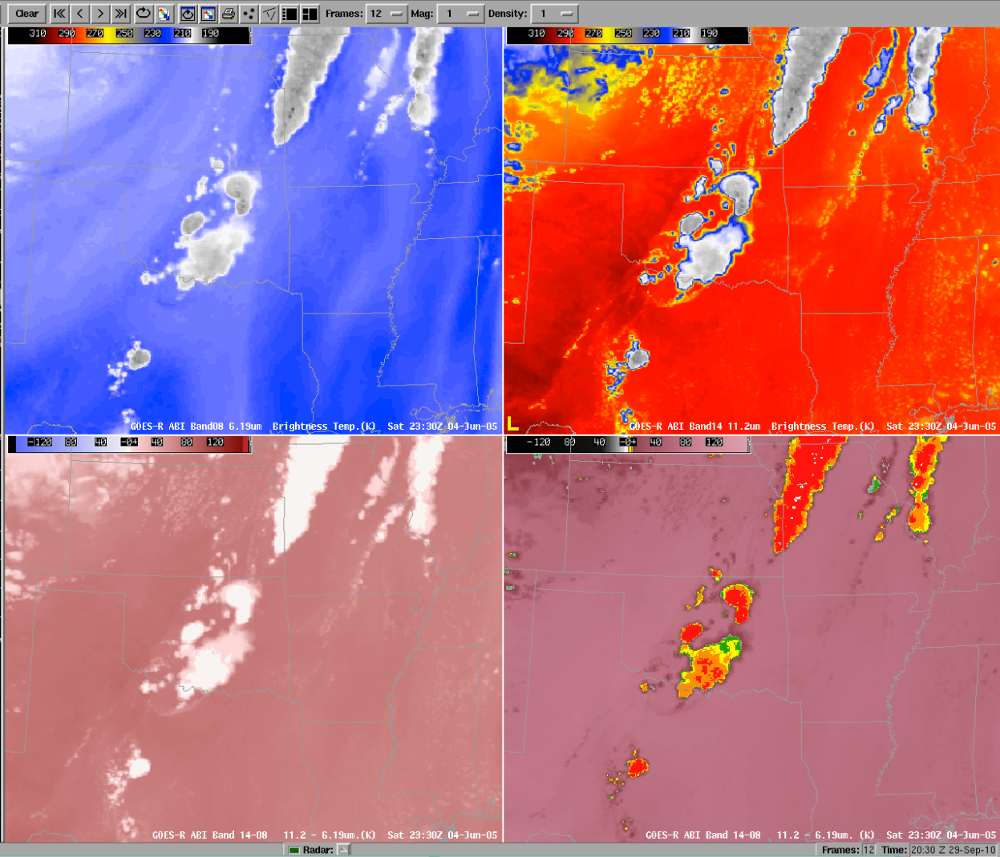 Clear Frames: 12 Mag: 1 Density: 1
310 290 270 250 230 210 190
310 290 270 250 230 210 190
GOES-R ABI Band08 6.19um Brightness Temp.(K) Sat 23:30Z 04-Jun-05
L
GOES-R ABI Band14 11.2um Brightness Temp.(K) Sat 23:30Z 04-Jun-05
-120 80 40 -0+ 40 80 120
-120 80 40 -0+ 40 80 120
GOES-R ABI Band 14-08 11.2 - 6.19um.(K) Sat 23:30Z 04-Jun-05
GOES-R ABI Band 14-08 11.2 - 6.19um. (K) Sat 23:30Z 04-Jun-05
Radar: Frames: 12 Time: 20:30 Z 29-Sep-10